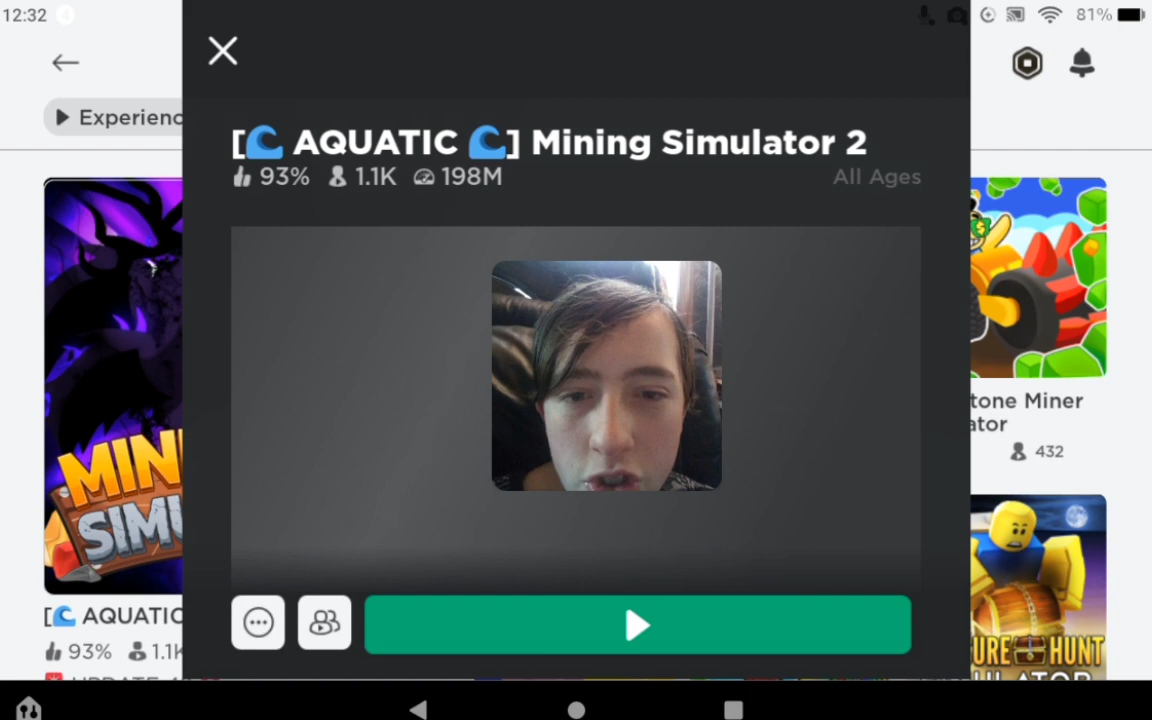 12:32
81%
Experienc
[🌊 AQUATIC 🌊] Mining Simulator 2
93% 1.1K 198M
All Ages
MIN
SIMU
[🌊 AQUATIC
93% 1.1K
tone Miner
ator
432
URE HUNT